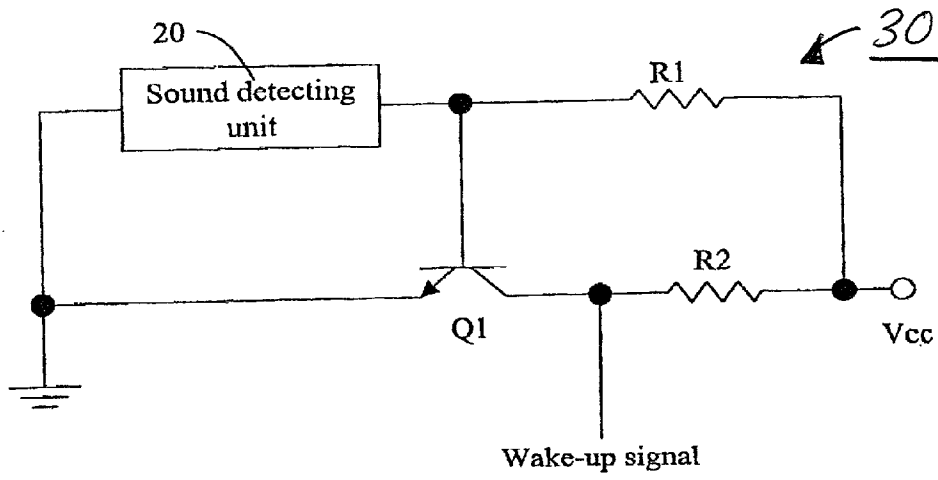 30
20
R1
Sound detecting
unit
R2
Q1
Vcc
Wake-up signal